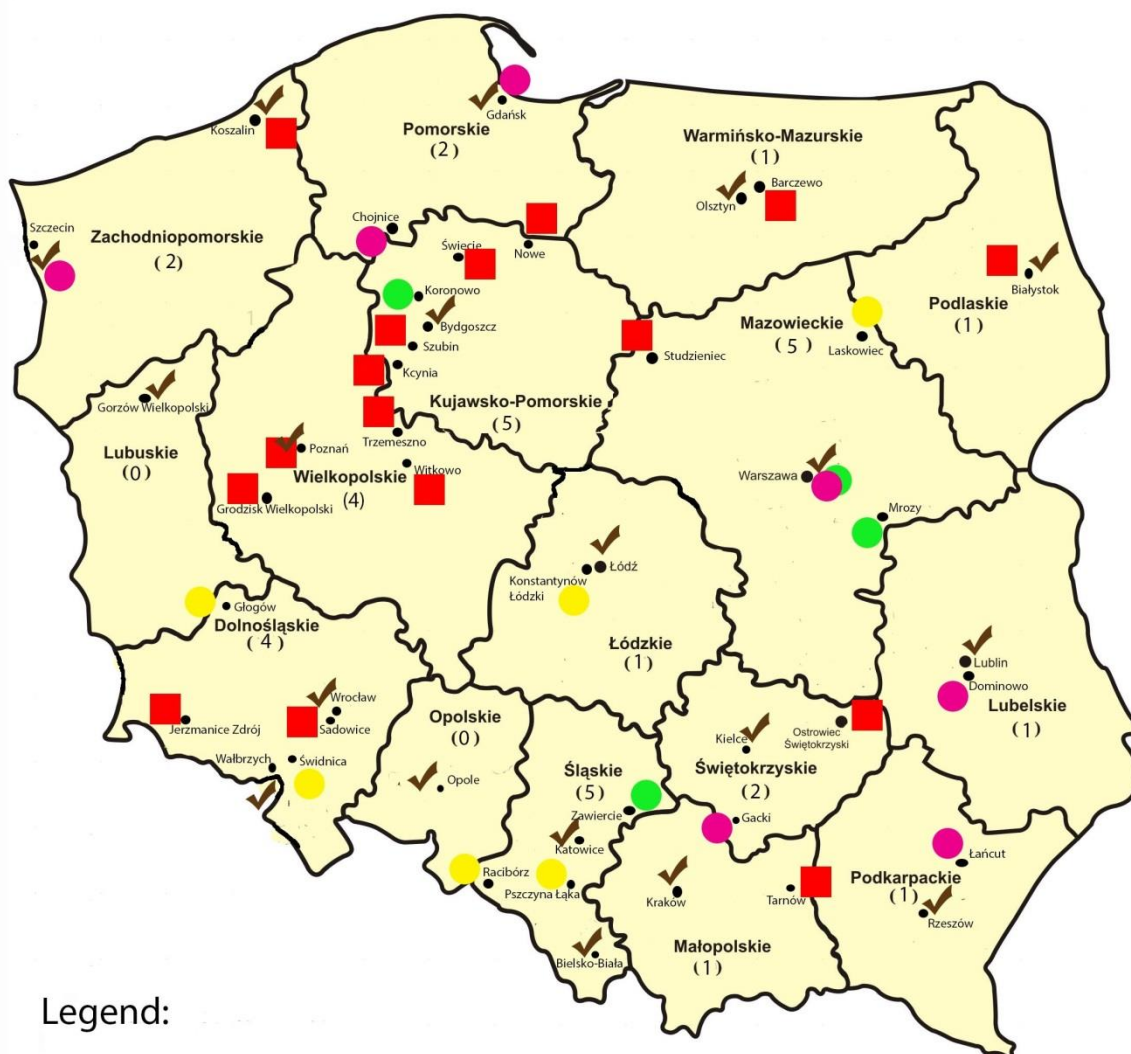 Koszalin
Gdańsk
Pomorskie
(2)
Warmińsko-Mazurskie
(1)
Barczewo
Olsztyn
Szczecin
Zachodniopomorskie
(2)
Chojnice
Nowe
Świecie
Koronowo
Bydgoszcz
Szubin
Kcynia
Kujawsko-Pomorskie
(5)
Trzemeszno
Białystok
Podlaskie
(1)
Mazowieckie
(5)
Laskowiec
Studzieniec
Gorzów Wielkopolski
Lubuskie
(0)
Poznań
Witkowo
Wielkopolskie
(4)
Grodzisk Wielkopolski
Warszawa
Mrozy
Łódź
Konstantynów
Łódzki
Łódzkie
(1)
Głogów
Dolnośląskie
(4)
Lublin
Dominowo
Lubelskie
(1)
Wrocław
Sadowice
Jerzmanice Zdrój
Wałbrzych
Świdnica
Opolskie
(0)
Opole
Śląskie
(5)
Zawiercie
Katowice
Racibórz
Pszczyna Łąka
Bielsko-Biała
Kielce
Ostrowiec
Świętokrzyski
Świętokrzyskie
(2)
Gacki
Kraków
Tarnów
Małopolskie
(1)
Łańcut
Podkarpackie
(1)
Rzeszów
Legend: